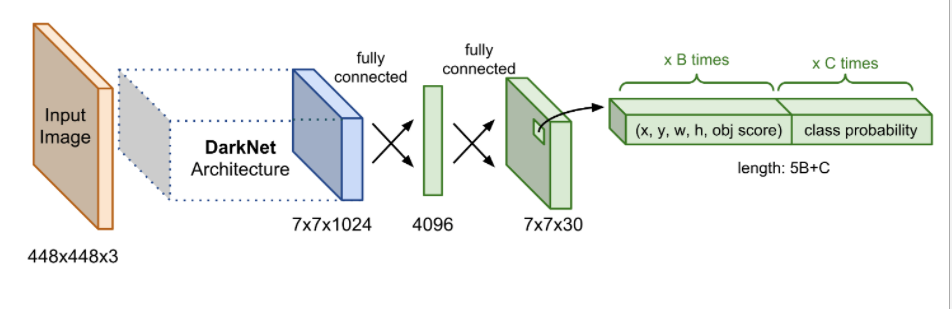 Input
Image
448x448x3
DarkNet
Architecture
7x7x1024
fully
connected
4096
fully
connected
7x7x30
x B times
x C times
(x, y, w, h, obj score)
class probability
length: 5B+C